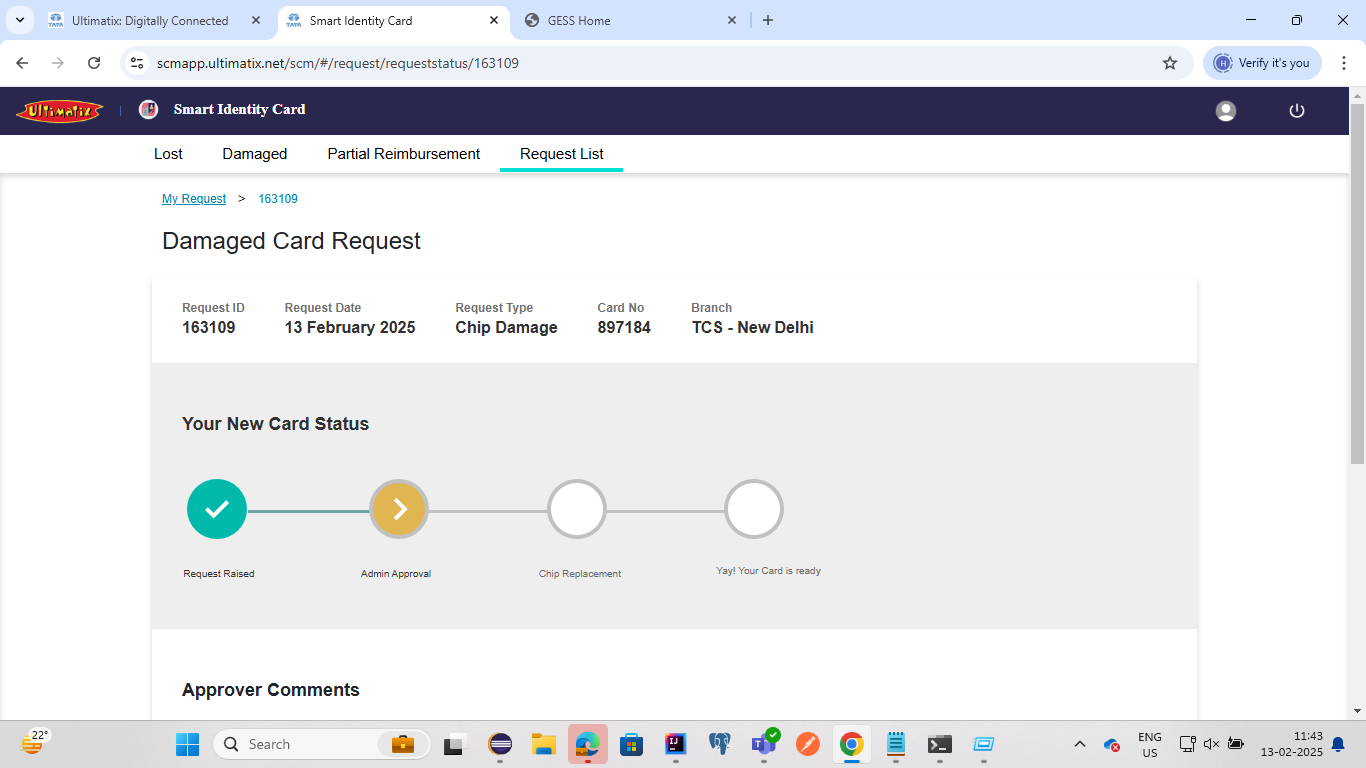 Ultimatix: Digitally Connected
Smart Identity Card
GESS Home
scmapp.ultimatix.net/scm/#/request/requeststatus/163109
H Verify it's you
ULTIMATIX | Smart Identity Card
Lost Damaged Partial Reimbursement Request List
My Request > 163109
Damaged Card Request
Request ID Request Date Request Type Card No Branch
163109 13 February 2025 Chip Damage 897184 TCS - New Delhi
Your New Card Status
Request Raised Admin Approval Chip Replacement Yay! Your Card is ready
Approver Comments
22°
Search
ENG
US
11:43
13-02-2025